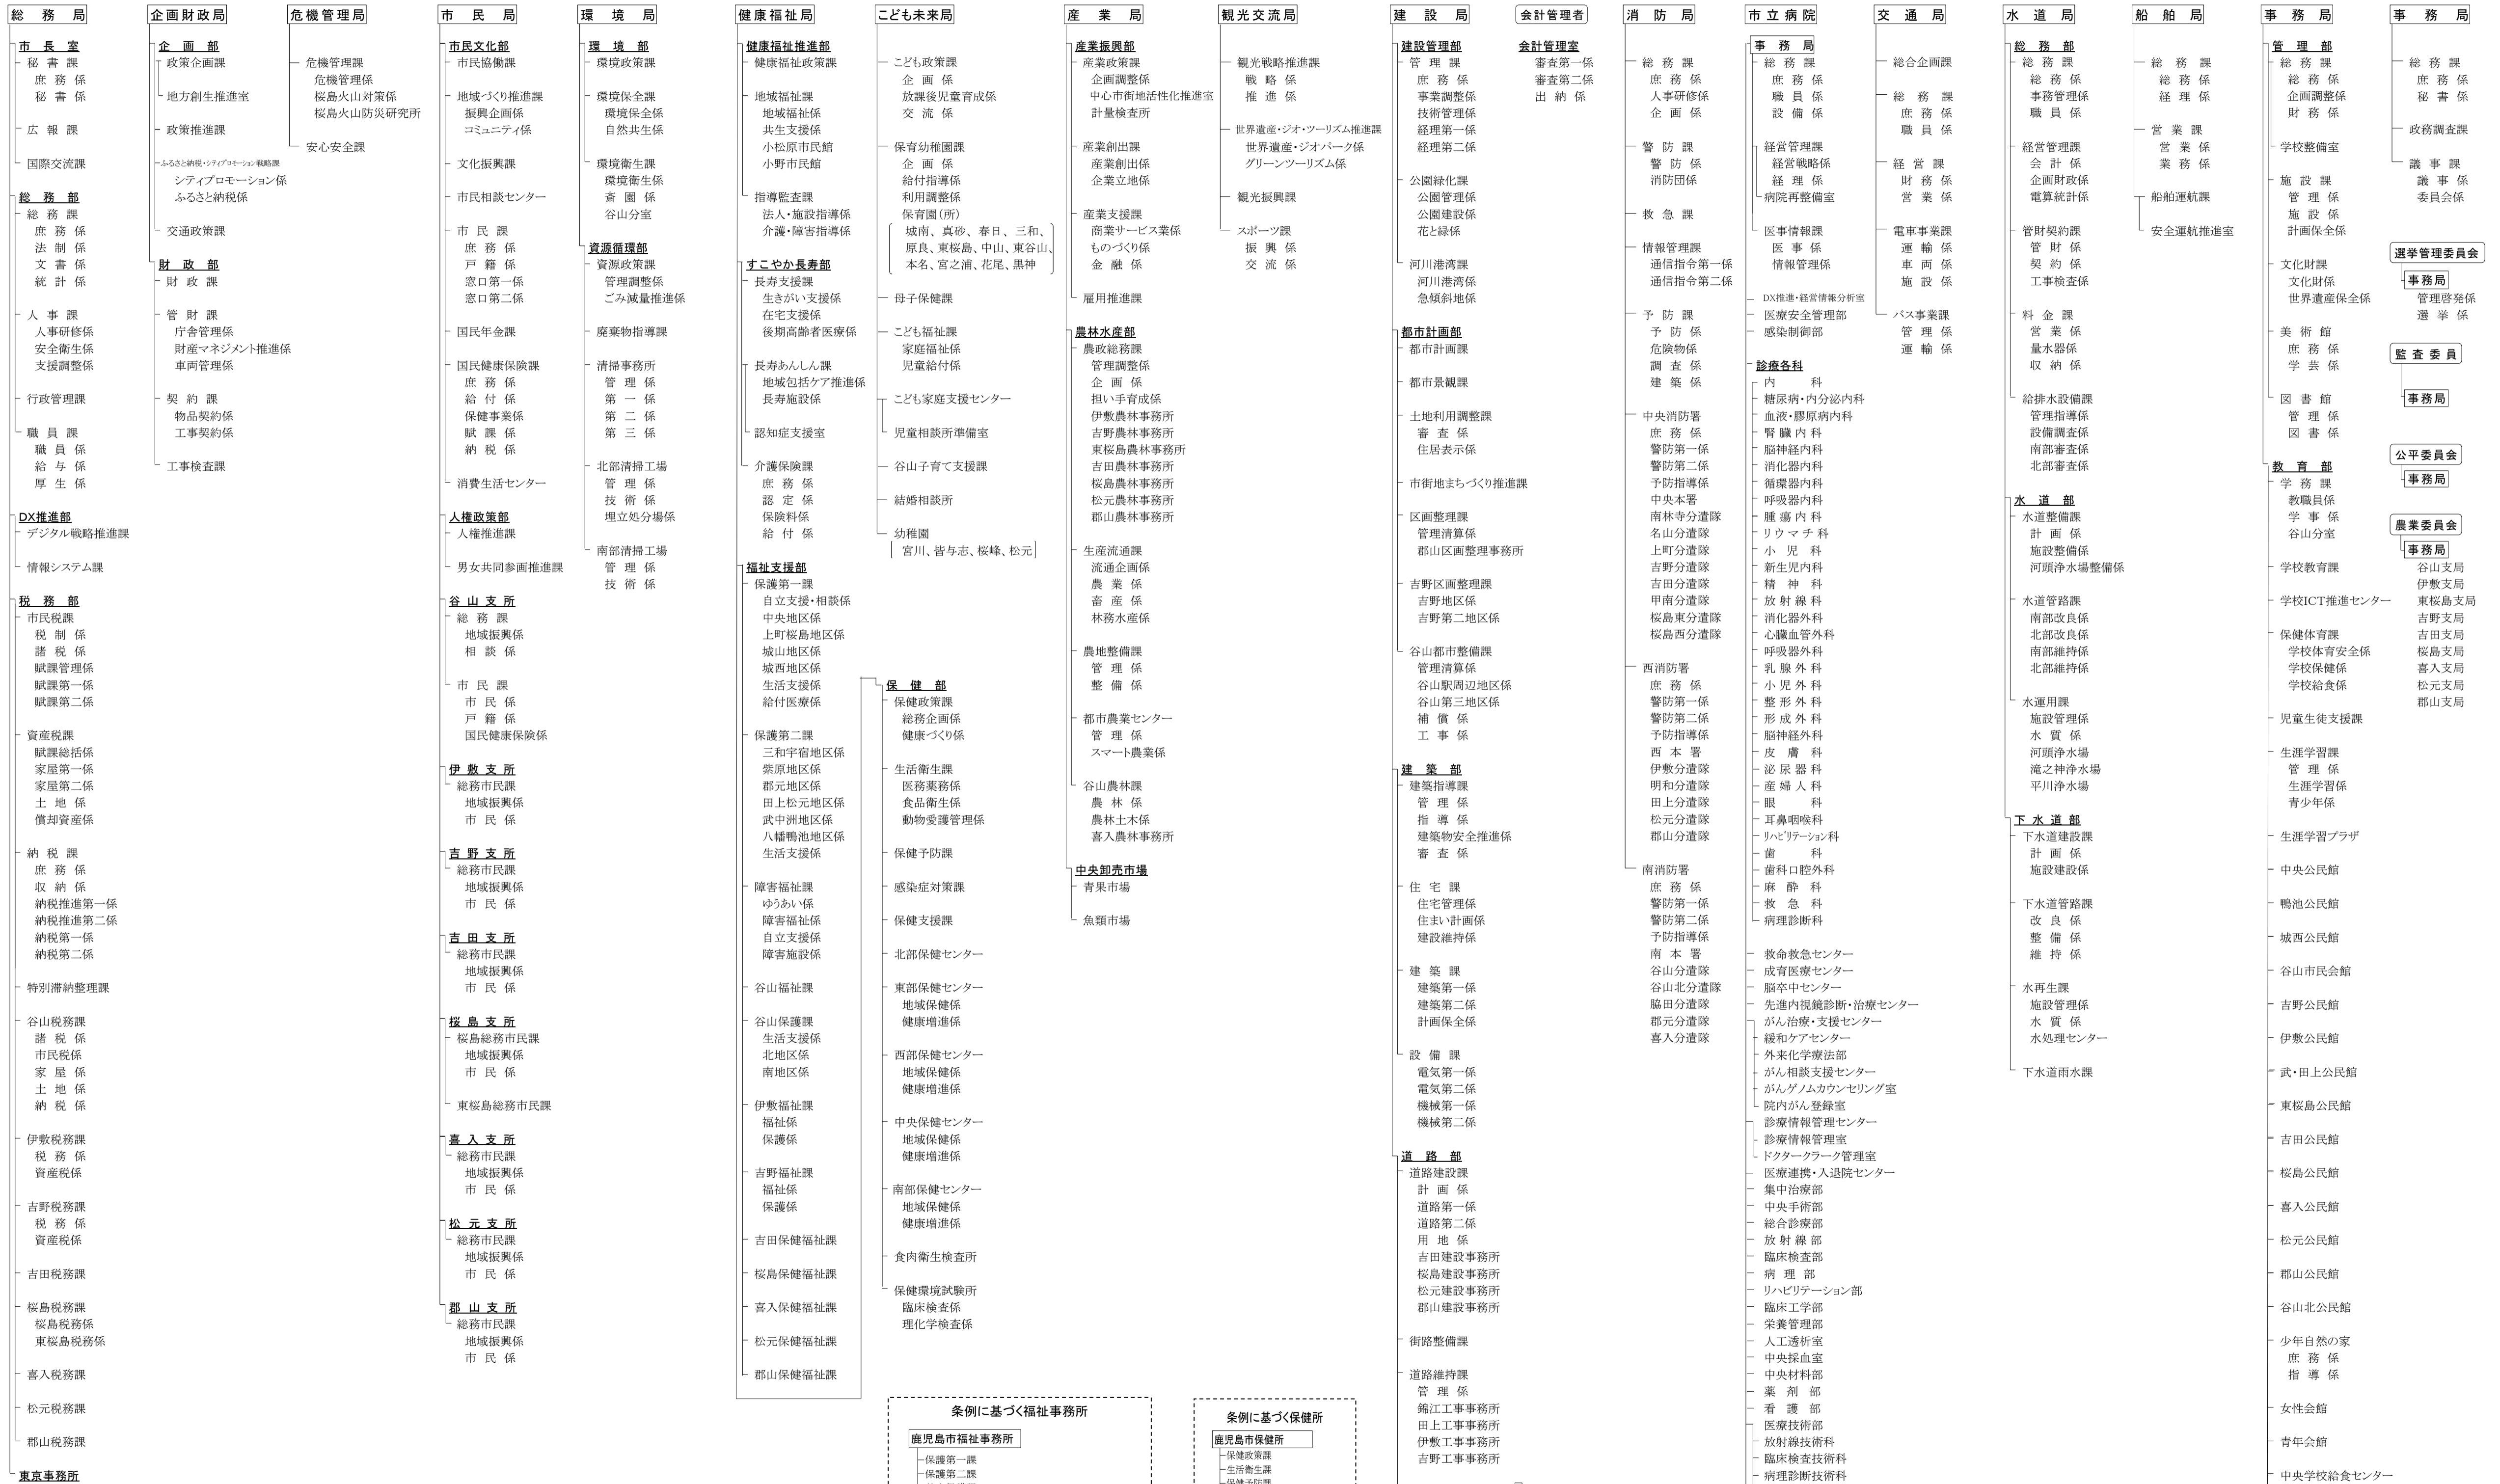 総務局
市長室
秘書課
庶務係
秘書係
広報課
国際交流課
総務部
総務課
庶務係
法制係
文書係
統計係
人事課
人事研修係
安全衛生係
支援調整係
行政管理課
職員課
職員係
給与係
厚生係
DX推進部
デジタル戦略推進課
情報システム課
税務部
市民税課
税制係
諸税係
賦課管理係
賦課第一係
賦課第二係
資産税課
賦課総括係
家屋第一係
家屋第二係
土地係
償却資産係
納税課
庶務係
収納係
納税推進第一係
納税推進第二係
納税第一係
納税第二係
特別滞納整理課
谷山税務課
諸税係
市民税係
家屋係
土地係
納税係
伊敷税務課
税務係
資産税係
吉野税務課
税務係
資産税係
吉田税務課
桜島税務課
桜島税務係
東桜島税務係
喜入税務課
松元税務課
郡山税務課
東京事務所
企画財政局
企画部
政策企画課
地方創生推進室
政策推進課
ふるさと納税・シティプロモーション戦略課
シティプロモーション係
ふるさと納税係
交通政策課
財政部
財政課
管財課
庁舎管理係
財産マネジメント推進係
車両管理係
契約課
物品契約係
工事契約係
工事検査課
危機管理局
危機管理課
危機管理係
桜島火山対策係
桜島火山防災研究所
安心安全課
市民局
市民文化部
市民協働課
地域づくり推進課
振興企画係
コミュニティ係
文化振興課
市民相談センター
市民課
庶務係
戸籍係
窓口第一係
窓口第二係
国民年金課
国民健康保険課
庶務係
給付係
保健事業係
賦課係
納税係
消費生活センター
人権政策部
人権推進課
男女共同参画推進課
谷山支所
総務課
地域振興係
相談係
市民課
市民係
戸籍係
国民健康保険係
伊敷支所
総務市民課
地域振興係
市民係
吉野支所
総務市民課
地域振興係
市民係
吉田支所
総務市民課
地域振興係
市民係
桜島支所
桜島総務市民課
地域振興係
市民係
東桜島総務市民課
喜入支所
総務市民課
地域振興係
市民係
松元支所
総務市民課
地域振興係
市民係
郡山支所
総務市民課
地域振興係
市民係
環境局
環境部
環境政策課
環境保全課
環境保全係
自然共生係
環境衛生課
環境衛生係
斎園係
谷山分室
資源循環部
資源政策課
管理調整係
ごみ減量推進係
廃棄物指導課
清掃事務所
管理係
第一係
第二係
第三係
北部清掃工場
管理係
技術係
埋立処分場係
南部清掃工場
管理係
技術係
健康福祉局
健康福祉推進部
健康福祉政策課
地域福祉課
地域福祉係
共生支援係
小松原市民館
小野市民館
指導監査課
法人・施設指導係
介護・障害指導係
すこやか長寿部
長寿支援課
生きがい支援係
在宅支援係
後期高齢者医療係
長寿あんしん課
地域包括ケア推進係
長寿施設係
認知症支援室
介護保険課
庶務係
認定係
保険料係
給付係
福祉支援部
保護第一課
自立支援・相談係
中央地区係
上町桜島地区係
城山地区係
城西地区係
生活支援係
給付医療係
保護第二課
三和宇宿地区係
紫原地区係
郡元地区係
田上松元地区係
武中洲地区係
八幡鴨池地区係
生活支援係
障害福祉課
ゆうあい係
障害福祉係
自立支援係
障害施設係
谷山福祉課
谷山保護課
生活支援係
北地区係
南地区係
伊敷福祉課
福祉係
保護係
吉野福祉課
福祉係
保護係
吉田保健福祉課
桜島保健福祉課
喜入保健福祉課
松元保健福祉課
郡山保健福祉課
こども未来局
こども政策課
企画係
放課後児童育成係
交流係
保育幼稚園課
企画係
給付指導係
利用調整係
保育園（所）
城南、真砂、春日、三和、
原良、東桜島、中山、東谷山、
本名、宮之浦、花尾、黒神
母子保健課
こども福祉課
家庭福祉係
児童給付係
こども家庭支援センター
児童相談所準備室
谷山子育て支援課
結婚相談所
幼稚園
宮川、皆与志、桜峰、松元
保健部
保健政策課
総務企画係
健康づくり係
生活衛生課
医務薬務係
食品衛生係
動物愛護管理係
保健予防課
感染症対策課
保健支援課
北部保健センター
東部保健センター
地域保健係
健康増進係
西部保健センター
地域保健係
健康増進係
中央保健センター
地域保健係
健康増進係
南部保健センター
地域保健係
健康増進係
食肉衛生検査所
保健環境試験所
臨床検査係
理化学検査係
条例に基づく福祉事務所
鹿児島市福祉事務所
保護第一課
保護第二課
産業局
産業振興部
産業政策課
企画調整係
中心市街地活性化推進室
計量検査所
産業創出課
産業創出係
企業立地係
産業支援課
商業サービス業係
ものづくり係
金融係
雇用推進課
農林水産部
農政総務課
管理調整係
企画係
担い手育成係
伊敷農林事務所
吉野農林事務所
東桜島農林事務所
吉田農林事務所
桜島農林事務所
松元農林事務所
郡山農林事務所
生産流通課
流通企画係
農業係
畜産係
林務水産係
農地整備課
管理係
整備係
都市農業センター
管理係
スマート農業係
谷山農林課
農林係
農林土木係
喜入農林事務所
中央卸売市場
青果市場
魚類市場
観光交流局
観光戦略推進課
戦略係
推進係
世界遺産・ジオ・ツーリズム推進課
世界遺産・ジオパーク係
グリーンツーリズム係
観光振興課
スポーツ課
振興係
交流係
条例に基づく保健所
鹿児島市保健所
保健政策課
生活衛生課
保健予防課
建設局
建設管理部
管理課
庶務係
事業調整係
技術管理係
経理第一係
経理第二係
公園緑化課
公園管理係
公園建設係
花と緑係
河川港湾課
河川港湾係
急傾斜地係
都市計画部
都市計画課
都市景観課
土地利用調整課
審査係
住居表示係
市街地まちづくり推進課
区画整理課
管理清算係
郡山区画整理事務所
吉野区画整理課
吉野地区係
吉野第二地区係
谷山都市整備課
管理清算係
谷山駅周辺地区係
谷山第三地区係
補償係
工事係
建築部
建築指導課
管理係
指導係
建築物安全推進係
審査係
住宅課
住宅管理係
住まい計画係
建設維持係
建築課
建築第一係
建築第二係
計画保全係
設備課
電気第一係
電気第二係
機械第一係
機械第二係
道路部
道路建設課
計画係
道路第一係
道路第二係
用地係
吉田建設事務所
桜島建設事務所
松元建設事務所
郡山建設事務所
街路整備課
道路維持課
管理係
錦江工事事務所
田上工事事務所
伊敷工事事務所
吉野工事事務所
会計管理者
会計管理室
審査第一係
審査第二係
出納係
消防局
総務課
庶務係
人事研修係
企画係
警防課
警防係
消防団係
救急課
情報管理課
通信指令第一係
通信指令第二係
予防課
予防係
危険物係
調査係
建築係
中央消防署
庶務係
警防第一係
警防第二係
予防指導係
中央本署
南林寺分遣隊
名山分遣隊
上町分遣隊
吉野分遣隊
吉田分遣隊
甲南分遣隊
桜島東分遣隊
桜島西分遣隊
西消防署
庶務係
警防第一係
警防第二係
予防指導係
西本署
伊敷分遣隊
明和分遣隊
田上分遣隊
松元分遣隊
郡山分遣隊
南消防署
庶務係
警防第一係
警防第二係
予防指導係
南本署
谷山分遣隊
谷山北分遣隊
脇田分遣隊
郡元分遣隊
喜入分遣隊
市立病院
事務局
総務課
庶務係
職員係
設備係
経営管理課
経営戦略係
経理係
病院再整備室
医事情報課
医事係
情報管理係
DX推進・経営情報分析室
医療安全管理部
感染制御部
診療各科
内科
糖尿病・内分泌内科
血液・膠原病内科
腎臓内科
脳神経内科
消化器内科
循環器内科
呼吸器内科
腫瘍内科
リウマチ科
小児科
新生児内科
精神科
放射線科
消化器外科
心臓血管外科
呼吸器外科
乳腺外科
小児外科
整形外科
形成外科
脳神経外科
皮膚科
泌尿器科
産婦人科
眼科
耳鼻咽喉科
リハビリテーション科
歯科
歯科口腔外科
麻酔科
救急科
病理診断科
救命救急センター
成育医療センター
脳卒中センター
先進内視鏡診断・治療センター
がん治療・支援センター
緩和ケアセンター
外来化学療法部
がん相談支援センター
がんゲノムカウンセリング室
院内がん登録室
診療情報管理センター
診療情報管理室
ドクタークラーク管理室
医療連携・入退院センター
集中治療部
中央手術部
総合診療部
放射線部
臨床検査部
病理部
リハビリテーション部
臨床工学部
栄養管理部
人工透析室
中央採血室
中央材料部
薬剤部
看護部
医療技術部
放射線技術科
臨床検査技術科
病理診断技術科
交通局
総合企画課
総務課
庶務係
職員係
経営課
財務係
営業係
電車事業課
運輸係
車両係
施設係
バス事業課
管理係
運輸係
水道局
総務部
総務課
総務係
事務管理係
職員係
経営管理課
会計係
企画財政係
電算統計係
管財契約課
管財係
契約係
工事検査係
料金課
営業係
量水器係
収納係
給排水設備課
管理指導係
設備調査係
南部審査係
北部審査係
水道部
水道整備課
計画係
施設整備係
河頭浄水場整備係
水道管路課
南部改良係
北部改良係
南部維持係
北部維持係
水運用課
施設管理係
水質係
河頭浄水場
滝之神浄水場
平川浄水場
下水道部
下水道建設課
計画係
施設建設係
下水道管路課
改良係
整備係
維持係
水再生課
施設管理係
水質係
水処理センター
下水道雨水課
船舶局
総務課
総務係
経理係
営業課
営業係
業務係
船舶運航課
安全運航推進室
事務局
管理部
総務課
総務係
企画調整係
財務係
学校整備室
施設課
管理係
施設係
計画保全係
文化財課
文化財係
世界遺産保全係
美術館
庶務係
学芸係
図書館
管理係
図書係
教育部
学務課
教職員係
学事係
谷山分室
学校教育課
学校ICT推進センター
保健体育課
学校体育安全係
学校保健係
学校給食係
児童生徒支援課
生涯学習課
管理係
生涯学習係
青少年係
生涯学習プラザ
中央公民館
鴨池公民館
城西公民館
谷山市民会館
吉野公民館
伊敷公民館
武・田上公民館
東桜島公民館
吉田公民館
桜島公民館
喜入公民館
松元公民館
郡山公民館
谷山北公民館
少年自然の家
庶務係
指導係
女性会館
青年会館
中央学校給食センター
事務局
総務課
庶務係
秘書係
政務調査課
議事課
議事係
委員会係
選挙管理委員会
事務局
管理啓発係
選挙係
監査委員
事務局
公平委員会
事務局
農業委員会
事務局
谷山支局
伊敷支局
東桜島支局
吉野支局
吉田支局
桜島支局
喜入支局
松元支局
郡山支局